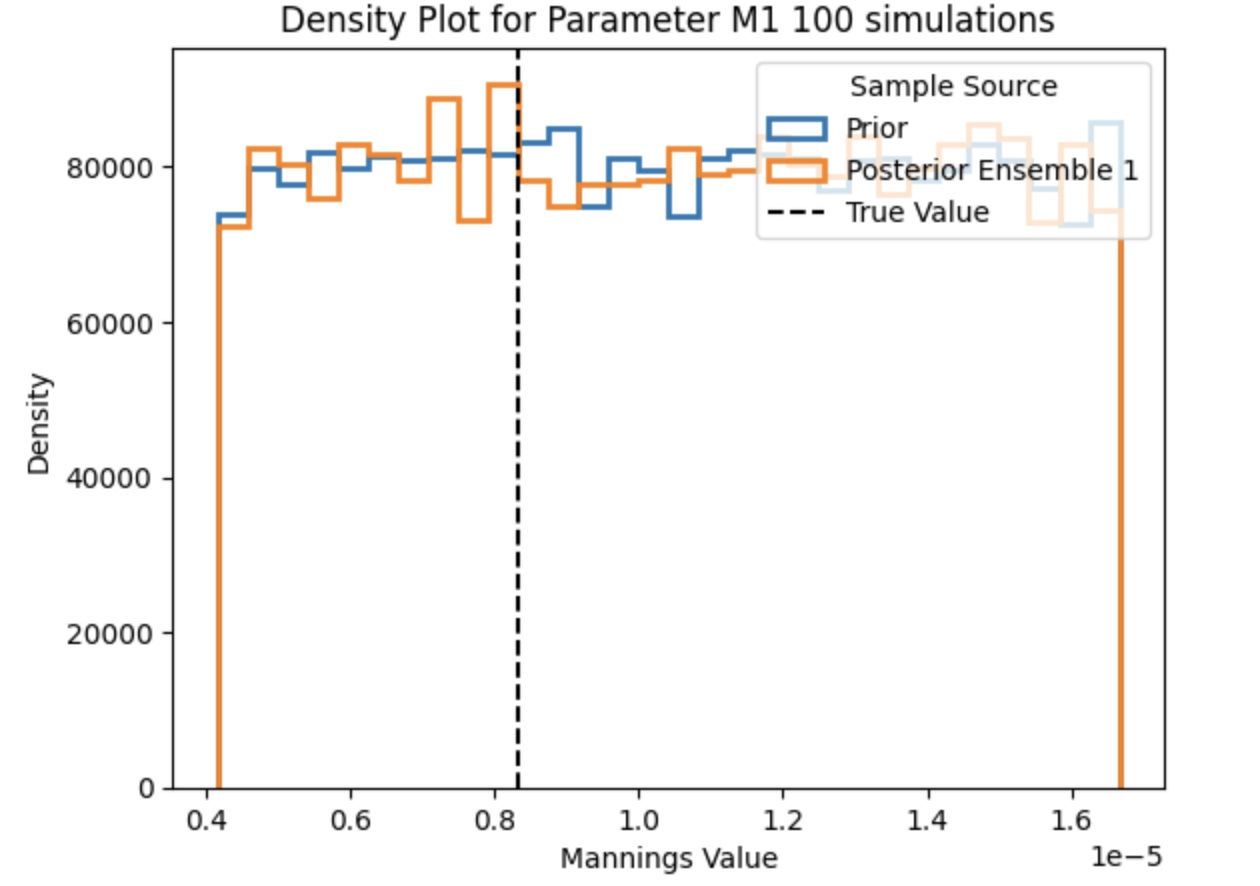 Density Plot for Parameter M1 100 simulations
Sample Source
Prior
Posterior Ensemble 1
True Value
80000
60000
40000
20000
0
Density
0.4 0.6 0.8 1.0 1.2 1.4 1.6
1e−5
Mannings Value